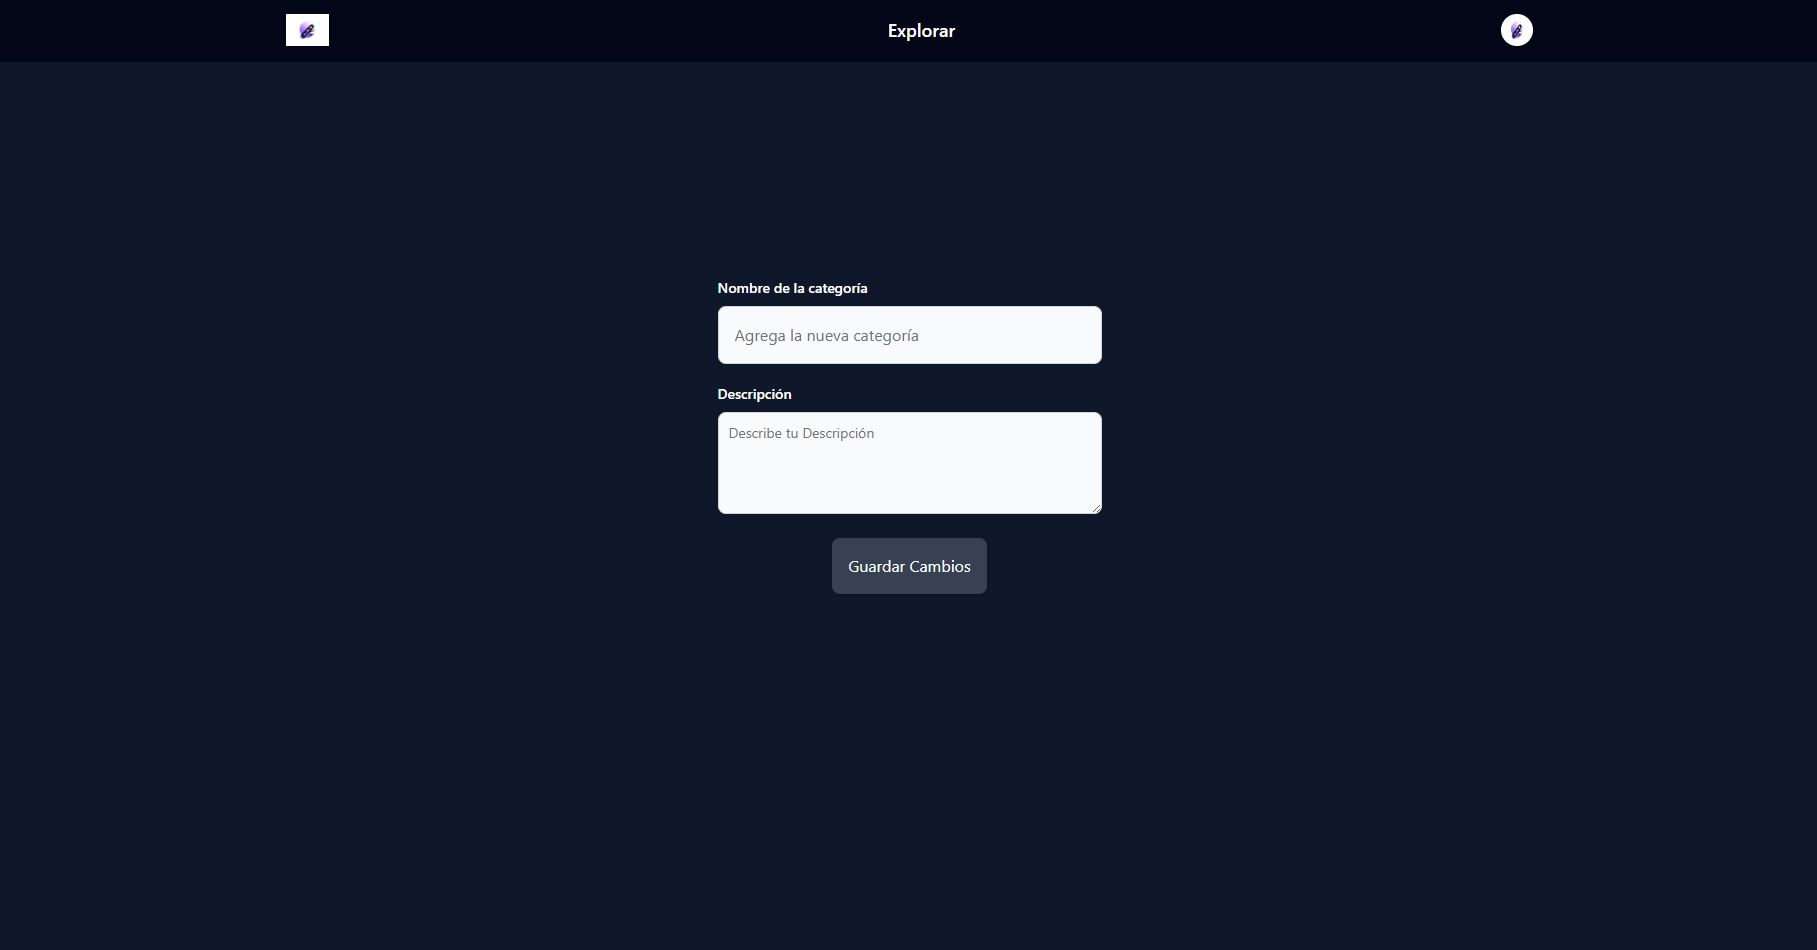 Explorar
Nombre de la categoría
Agrega la nueva categoría
Descripción
Describe tu Descripción
Guardar Cambios